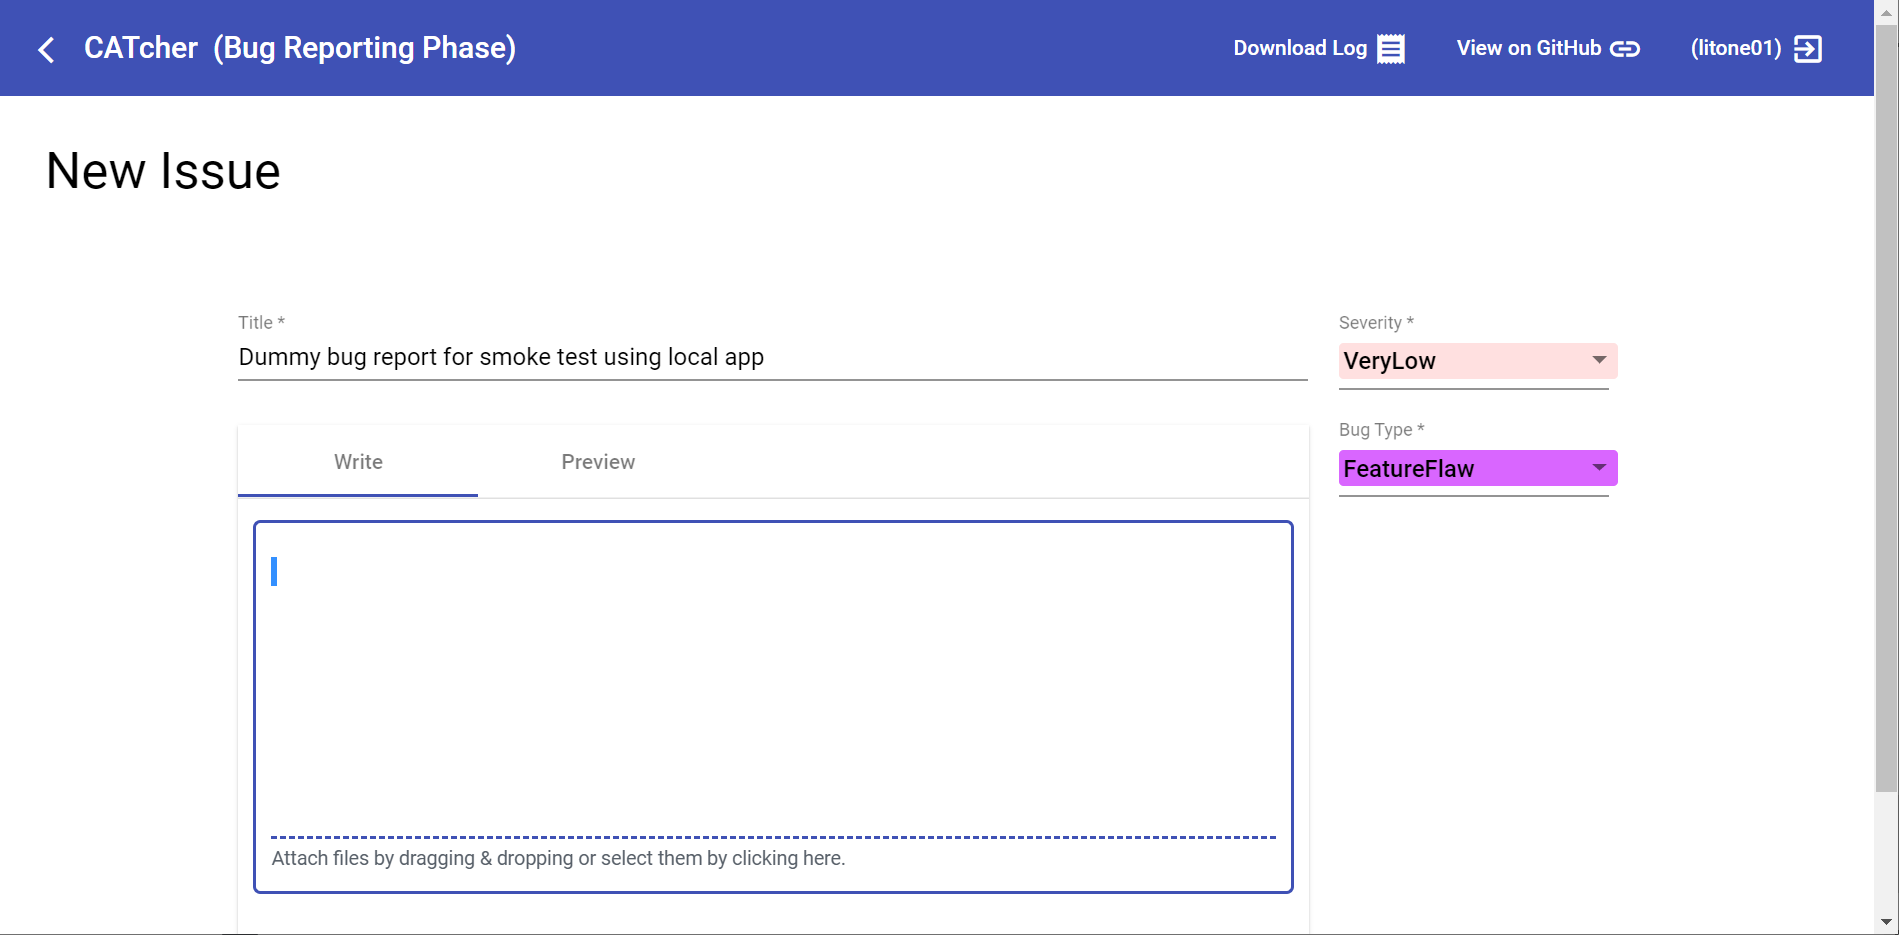 CATcher (Bug Reporting Phase)
Download Log
View on GitHub
(litone01)
New Issue
Title *
Dummy bug report for smoke test using local app
Severity *
VeryLow
Bug Type *
FeatureFlaw
Write
Preview
Attach files by dragging & dropping or select them by clicking here.